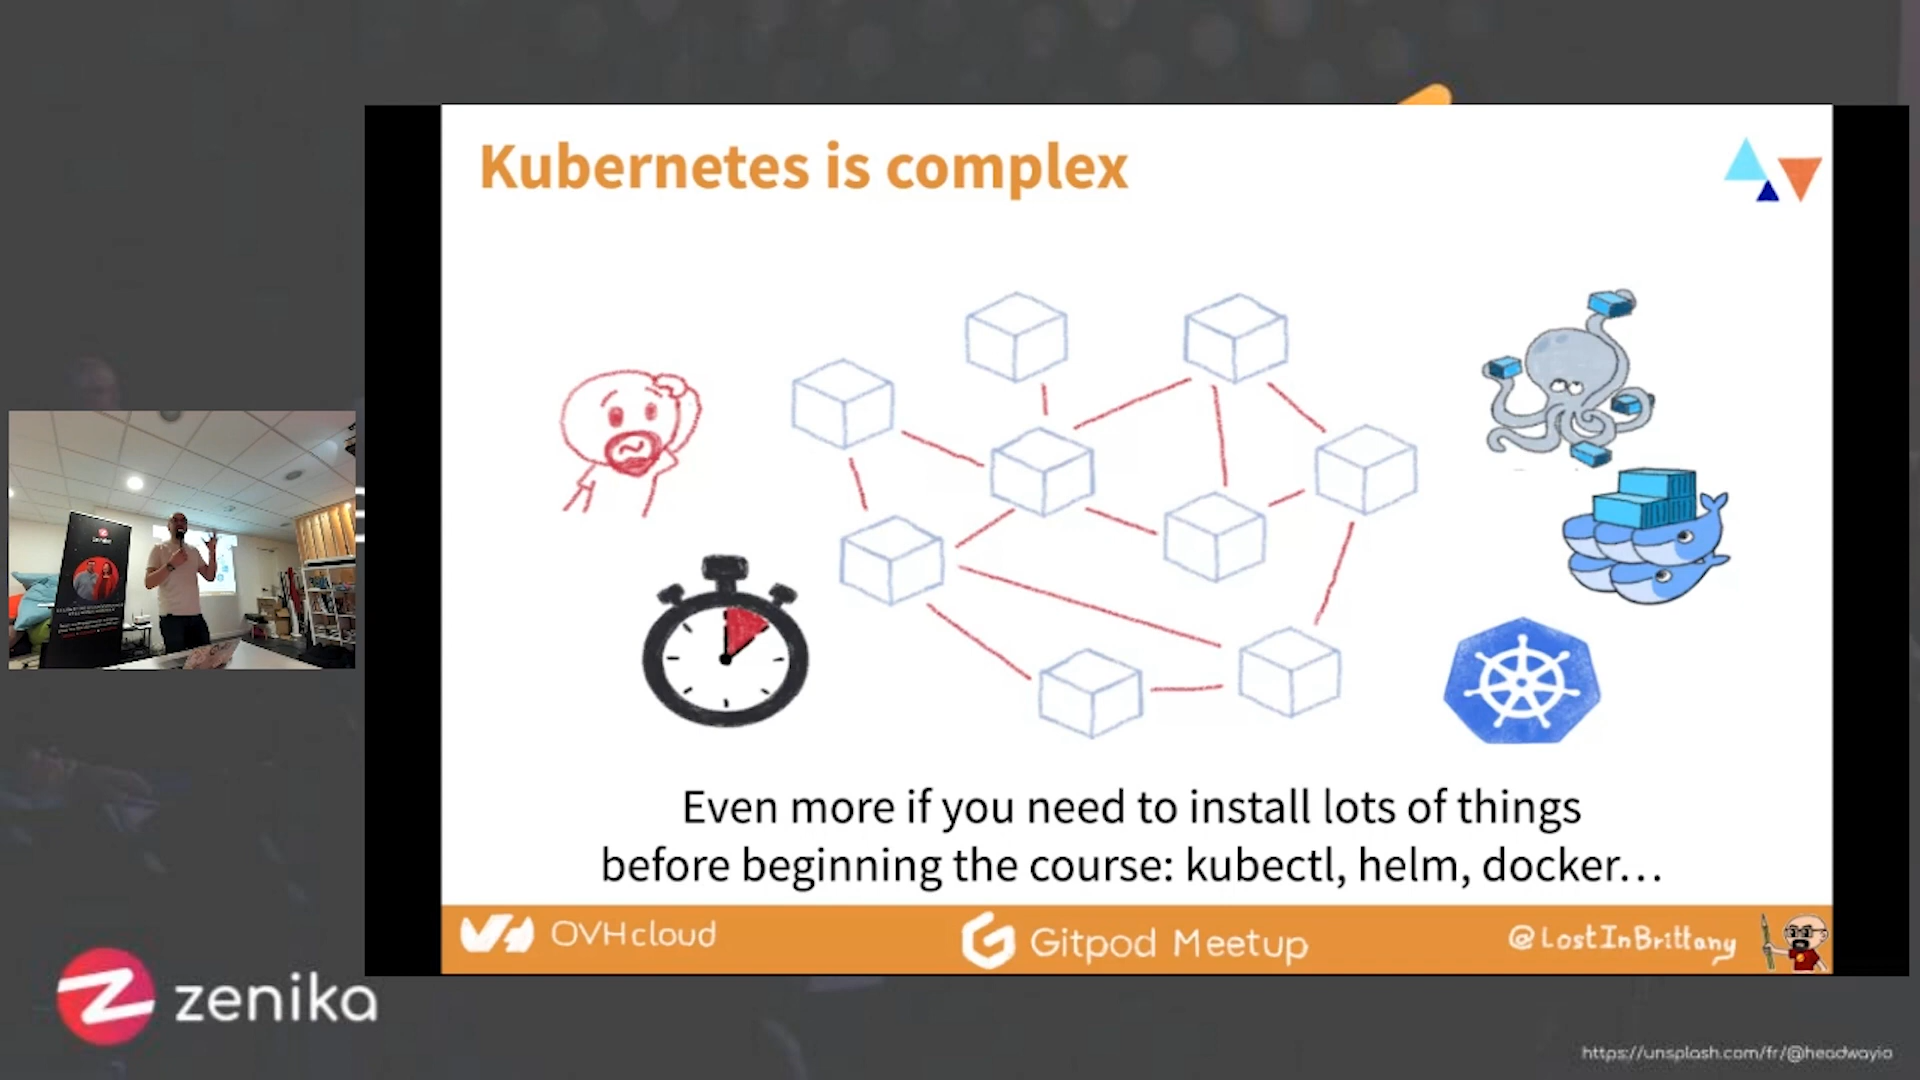 Kubernetes is complex
Even more if you need to install lots of things
before beginning the course: kubectl, helm, docker...
OVHcloud
Gitpod Meetup
@LostInBrittany
zenika
https://unsplash.com/fr/@headwayio